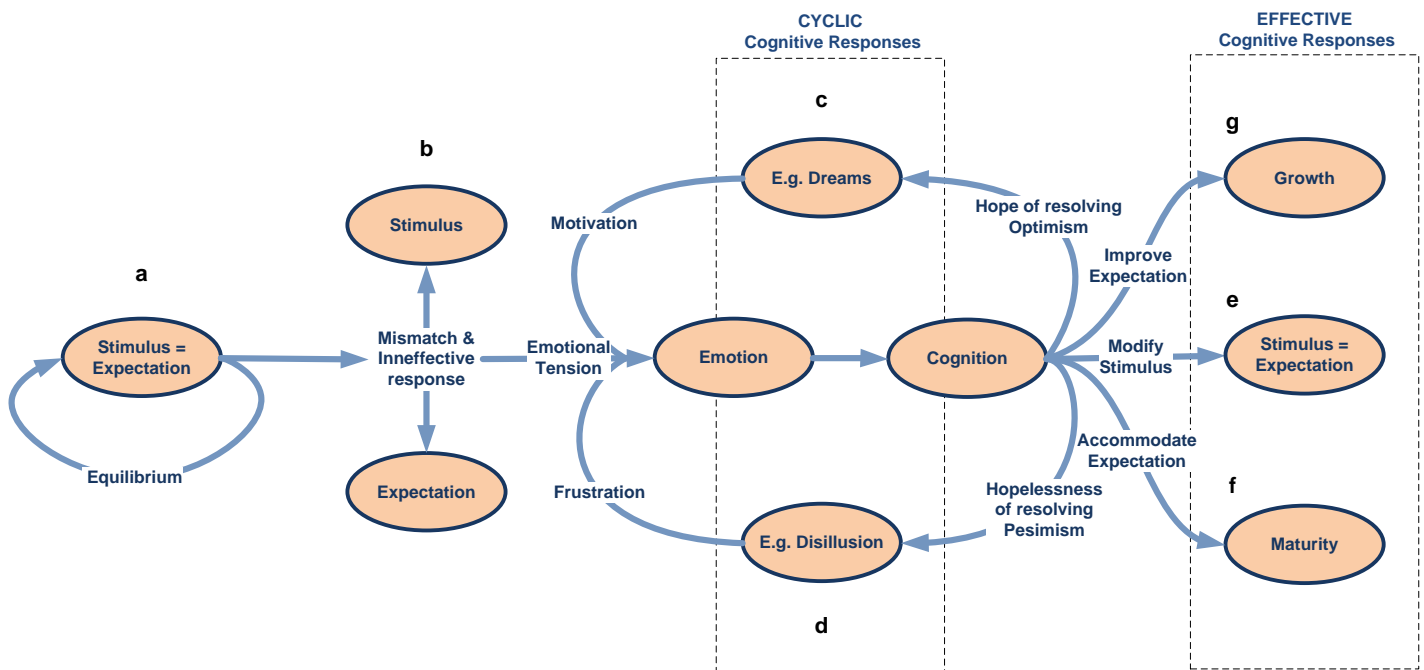 CYCLIC
Cognitive Responses
EFFECTIVE
Cognitive Responses
c
g
b
E.g. Dreams
Growth
Stimulus
Motivation
Hope of resolving
Optimism
Improve
Expectation
a
e
Stimulus =
Expectation
Mismatch &
Inneffective
response
Emotional
Tension
Emotion
Cognition
Modify
Stimulus
Stimulus =
Expectation
Equilibrium
Expectation
Frustration
Accommodate
Expectation
Hopelessness
of resolving
Pesimism
f
E.g. Disillusion
Maturity
d